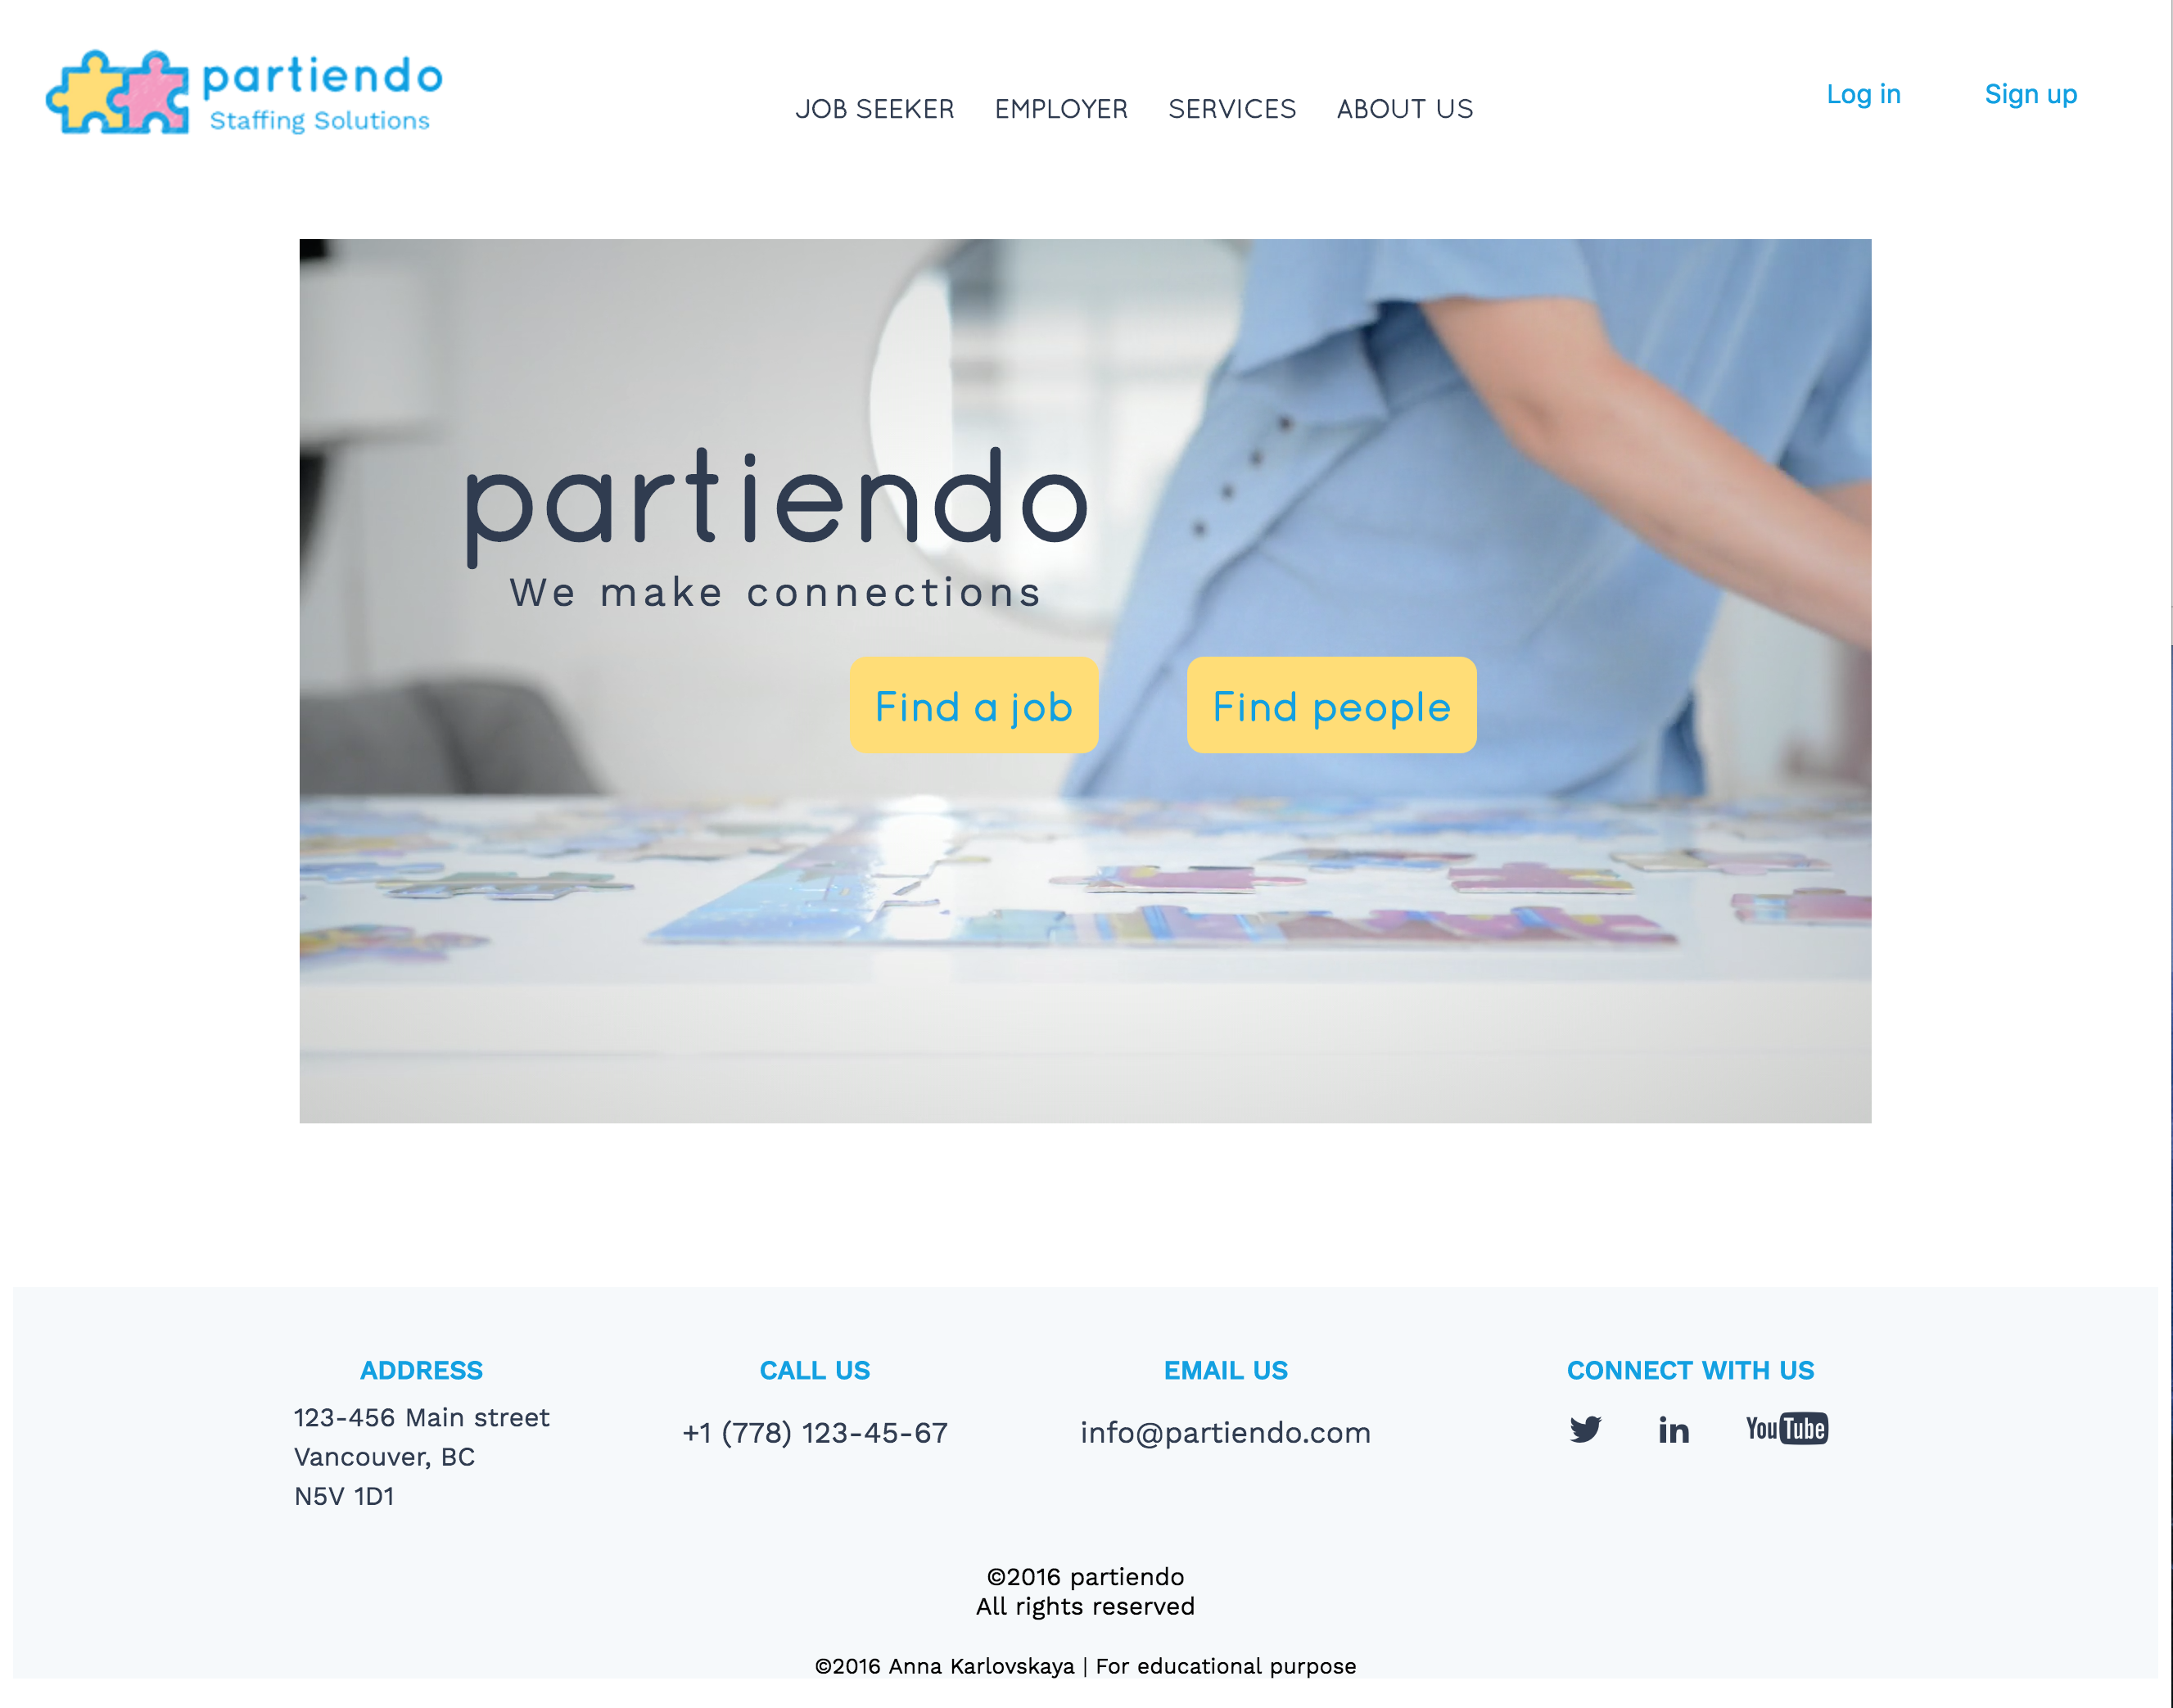 partiendo
Staffing Solutions
JOB SEEKER EMPLOYER SERVICES ABOUT US
Log in Sign up
partiendo
We make connections
Find a job Find people
ADDRESS
123-456 Main street
Vancouver, BC
N5V 1D1
CALL US
+1 (778) 123-45-67
EMAIL US
info@partiendo.com
CONNECT WITH US
in YouTube
©2016 partiendo
All rights reserved
©2016 Anna Karlovskaya | For educational purpose